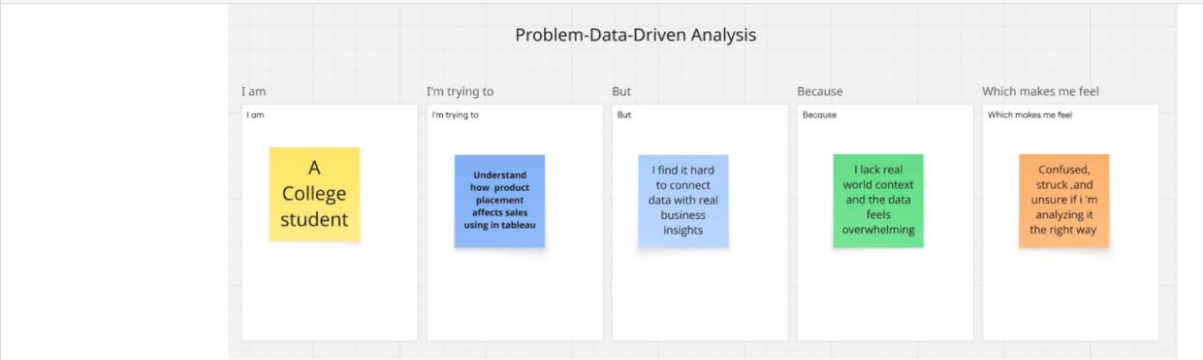 Problem-Data-Driven Analysis
I am
I'm trying to
But
Because
Which makes me feel
I am
I'm trying to
But
Because
Which makes me feel
A
College
student
Understand
how product
placement
affects sales
using in tableau
I find it hard
to connect
data with real
business
insights
I lack real
world context
and the data
feels
overwhelming
Confused,
struck ,and
unsure if i 'm
analyzing it
the right way